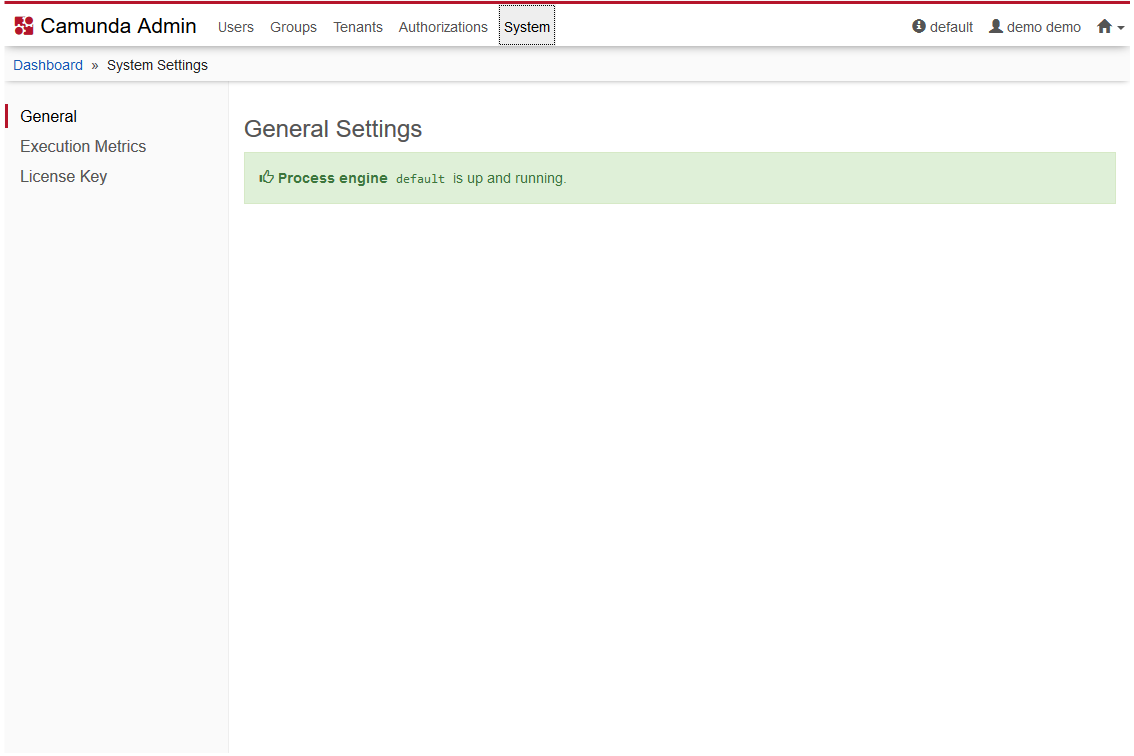 Camunda Admin Users Groups Tenants Authorizations System default demo demo
Dashboard » System Settings
General
Execution Metrics
License Key
General Settings
Process engine default is up and running.